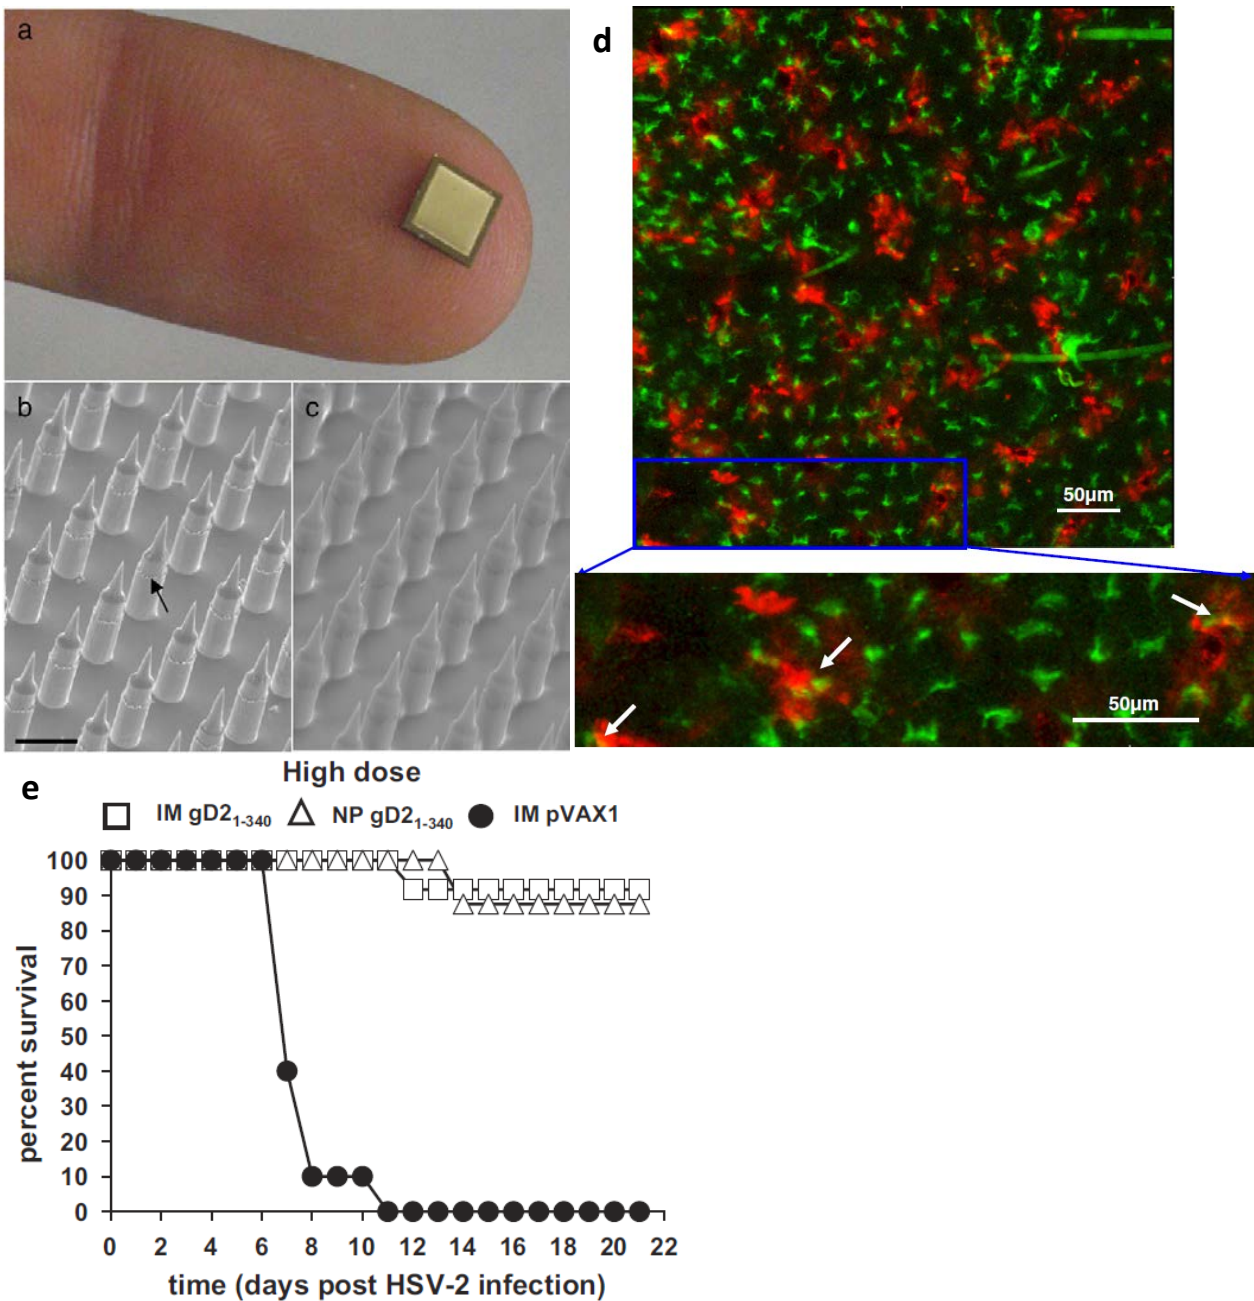 a
b
c
d
50μm
50μm
e
High dose
IM gD2₁₋₃₄₀ NP gD2₁₋₃₄₀ IM pVAX1
100
90
80
70
60
50
40
30
20
10
0
percent survival
0 2 4 6 8 10 12 14 16 18 20 22
time (days post HSV-2 infection)